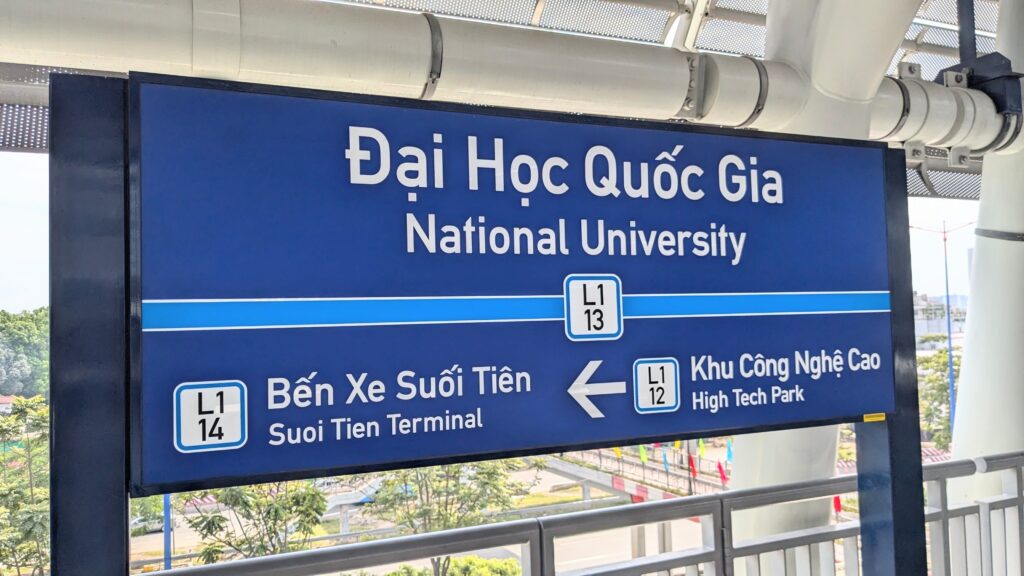 Đại Học Quốc Gia
National University
L1
13
L1
14
Bến Xe Suối Tiên
Suoi Tien Terminal
L1
12
Khu Công Nghệ Cao
High Tech Park